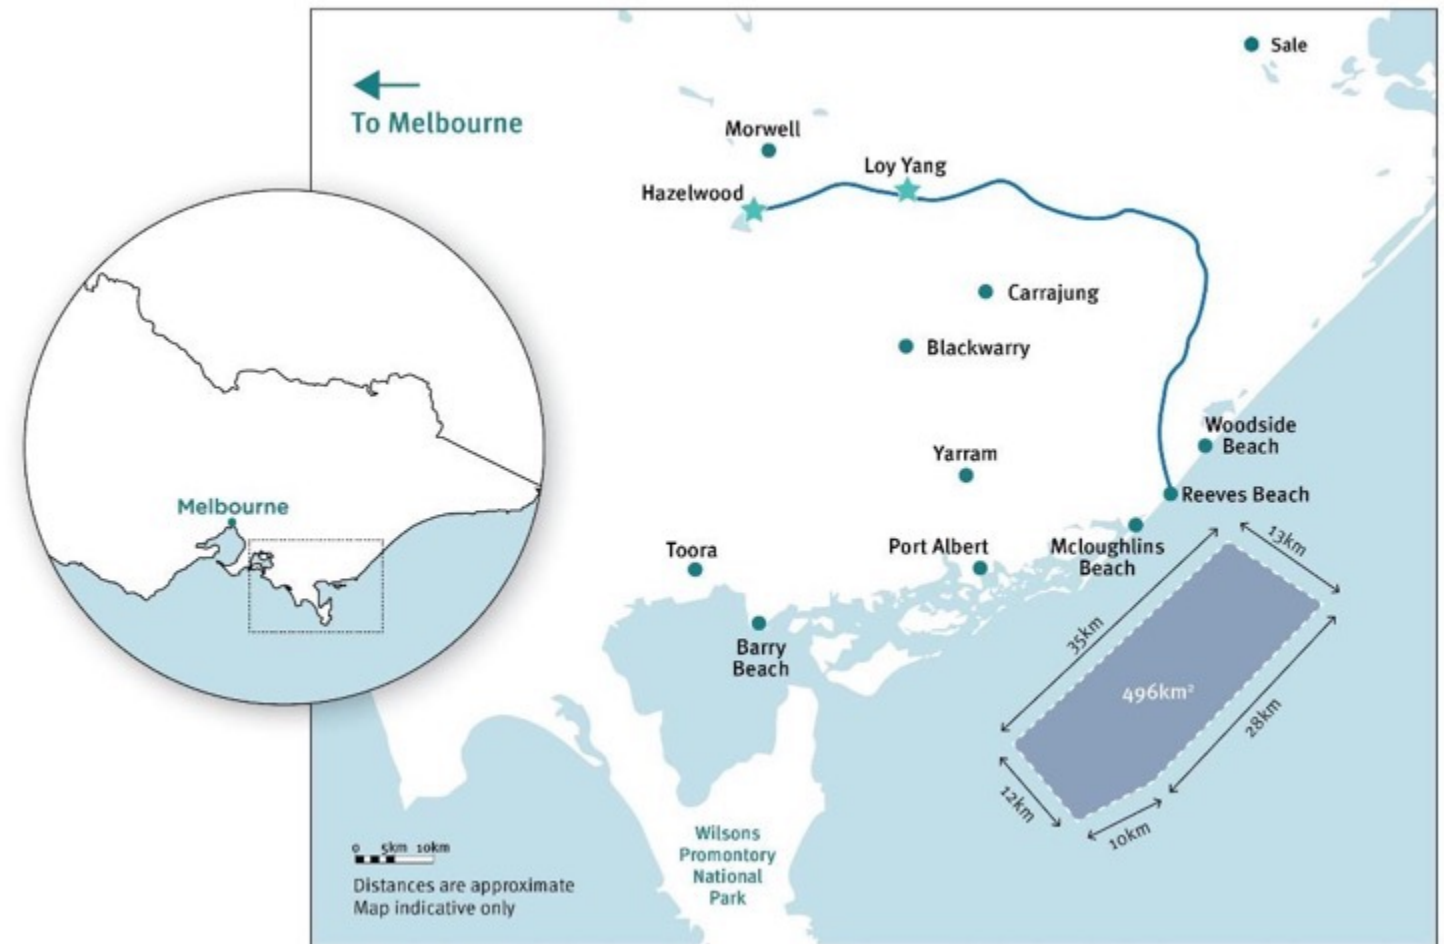 Sale
To Melbourne
Morwell
Loy Yang
Hazelwood
Carrajung
Blackwarry
Woodside
Beach
Yarram
Reeves Beach
Melbourne
Toora
Port Albert
Mcloughlins
Beach
13km
35km
Barry
Beach
496km²
28km
12km
10km
Wilsons
Promontory
National
Park
0 5km 10km
Distances are approximate
Map indicative only